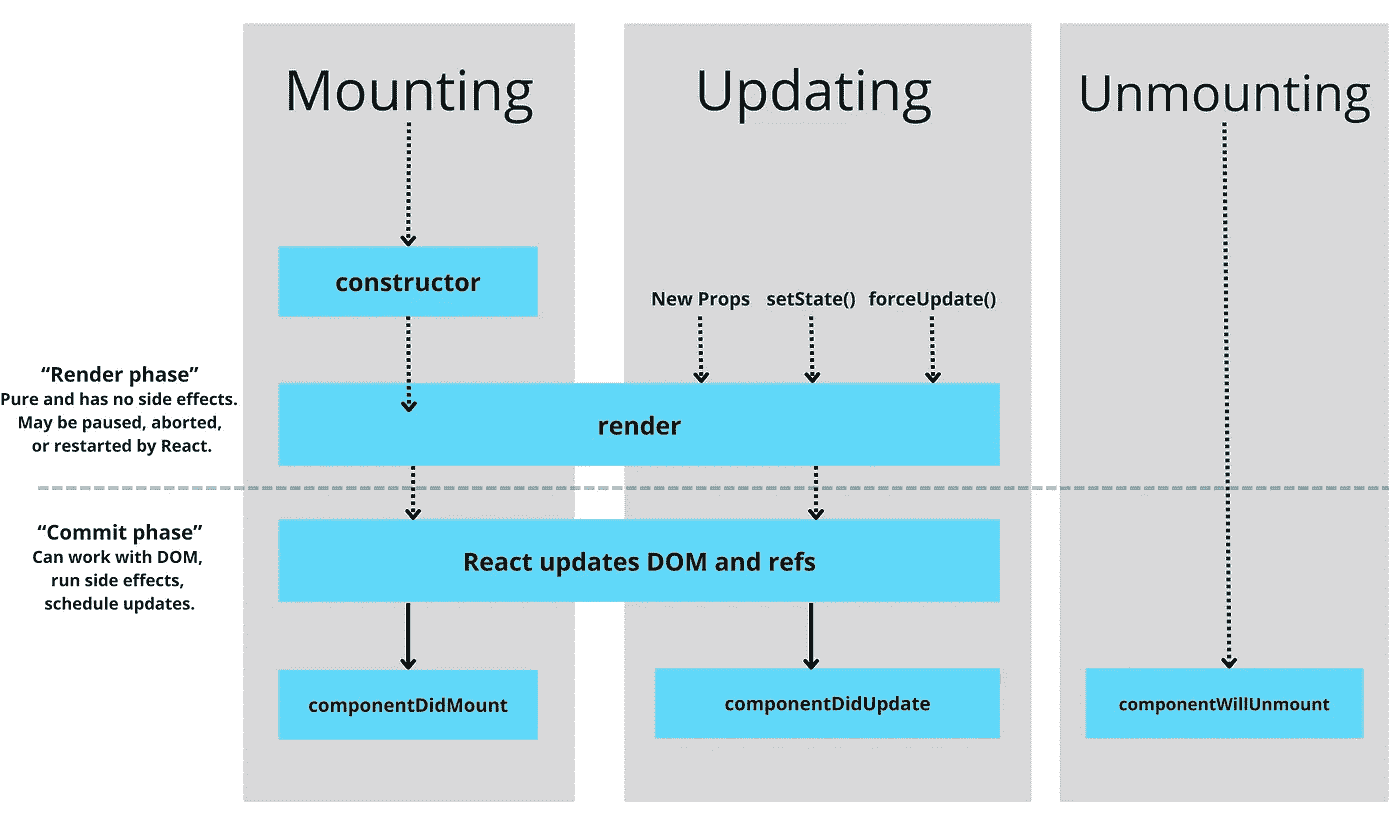 Mounting
Updating
Unmounting
constructor
New Props setState() forceUpdate()
“Render phase”
Pure and has no side effects.
May be paused, aborted,
or restarted by React.
render
“Commit phase”
Can work with DOM,
run side effects,
schedule updates.
React updates DOM and refs
componentDidMount
componentDidUpdate
componentWillUnmount